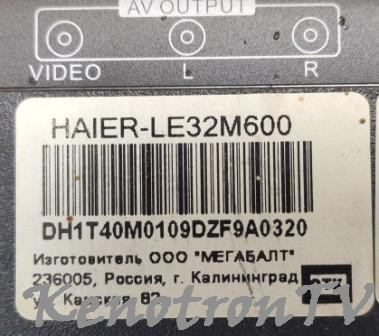 AV OUTPUT
VIDEO L R
HAIER-LE32M600
DH1T40M0109DZF9A0320
Изготовитель ООО "МЕГАБАЛТ"
236005, Россия, г. Калининград
KenotronTV